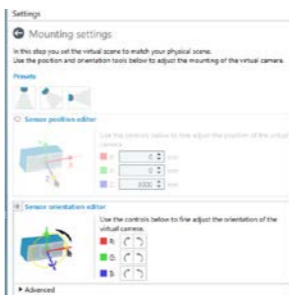 Settings
Mounting settings
In this step you set the virtual scene to match your physical scene.
Use the position and orientation tools below to adjust the mounting of the virtual camera.
Presets
Sensor position editor
Use the controls below to fine adjust the position of the virtual
camera.
0 mm
0 mm
3000 mm
Sensor orientation editor
Use the controls below to fine adjust the orientation of the
virtual camera.
Advanced